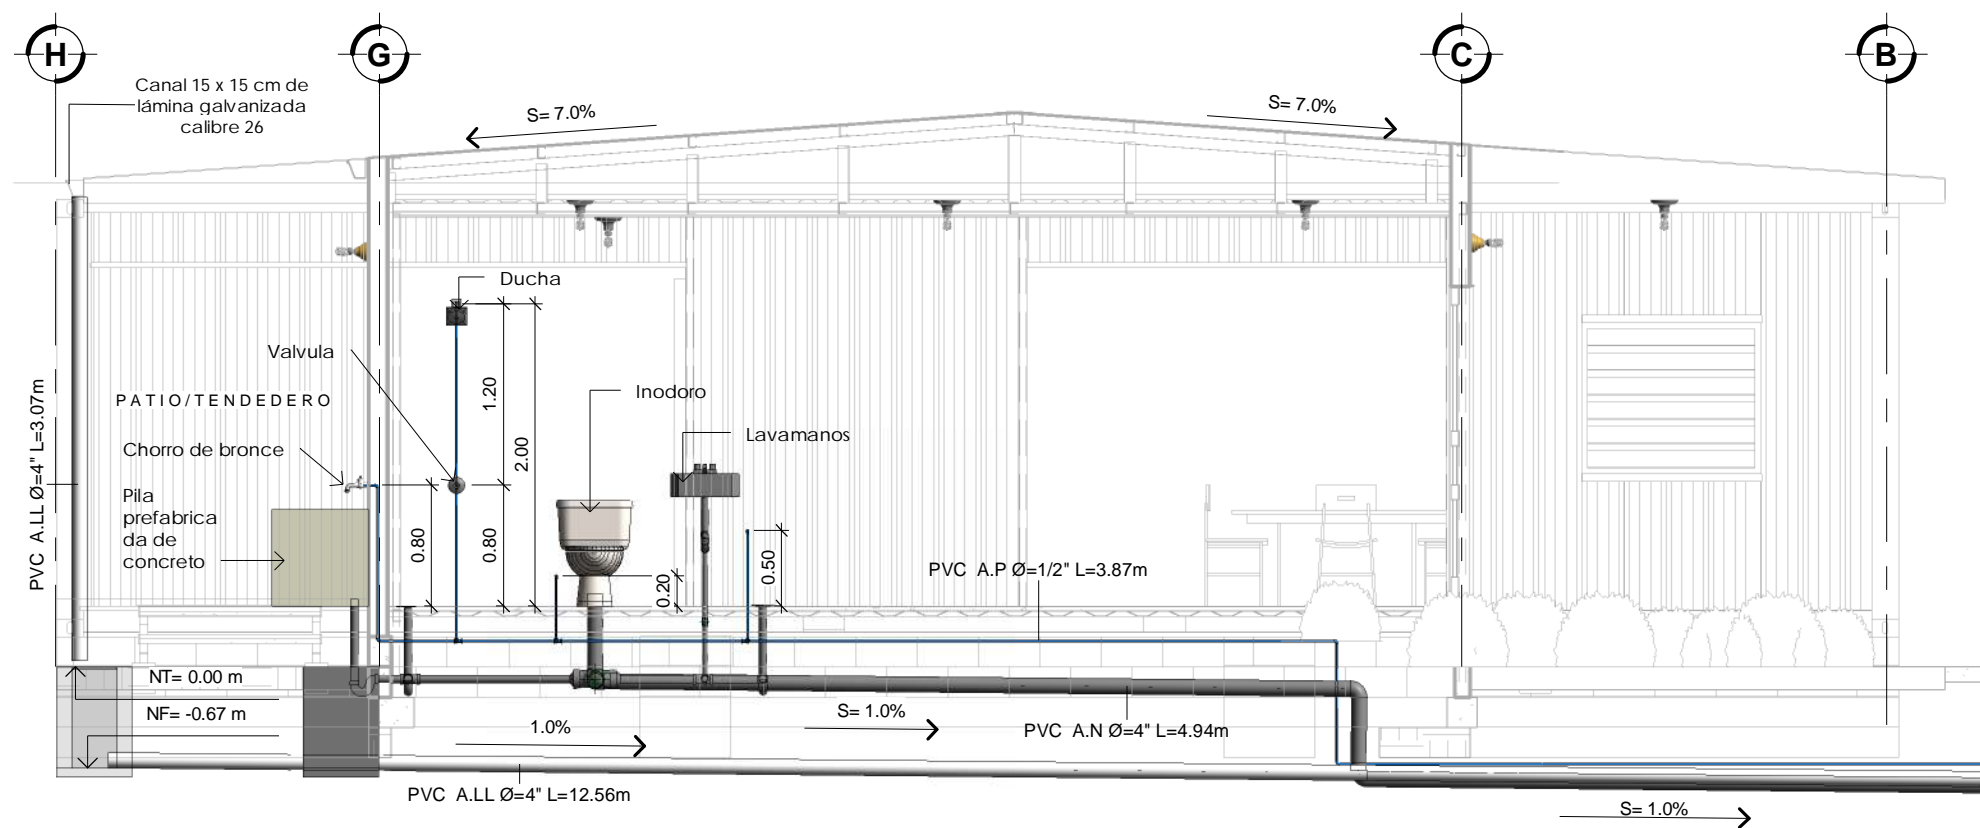 H
G
C
B
Canal 15 x 15 cm de
lámina galvanizada
calibre 26
S= 7.0%
S= 7.0%
Ducha
Valvula
1.20
2.00
Inodoro
PATIO/TENDEDERO
Lavamanos
Chorro de bronce
PVC A.LL Ø=4" L=3.07m
Pila
prefabrica
da de
concreto
0.80
0.80
0.20
0.50
PVC A.P Ø=1/2" L=3.87m
NT= 0.00 m
NF= -0.67 m
1.0%
S= 1.0%
PVC A.N Ø=4" L=4.94m
PVC A.LL Ø=4" L=12.56m
S= 1.0%